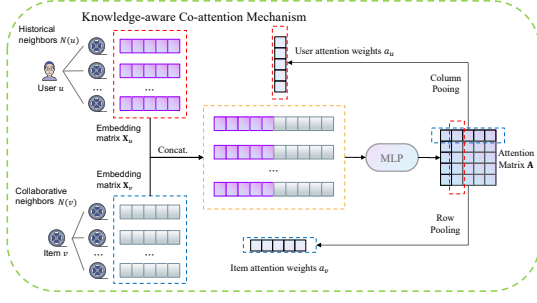 Knowledge-aware Co-attention Mechanism
Historical
neighbors N(u)
User u
...
...
Embedding
matrix X_u
Embedding
matrix X_v
Collaborative
neighbors N(v)
Item v
...
...
Concat.
...
MLP
User attention weights a_u
Column
Pooing
Attention
Matrix A
Row
Pooling
Item attention weights a_v